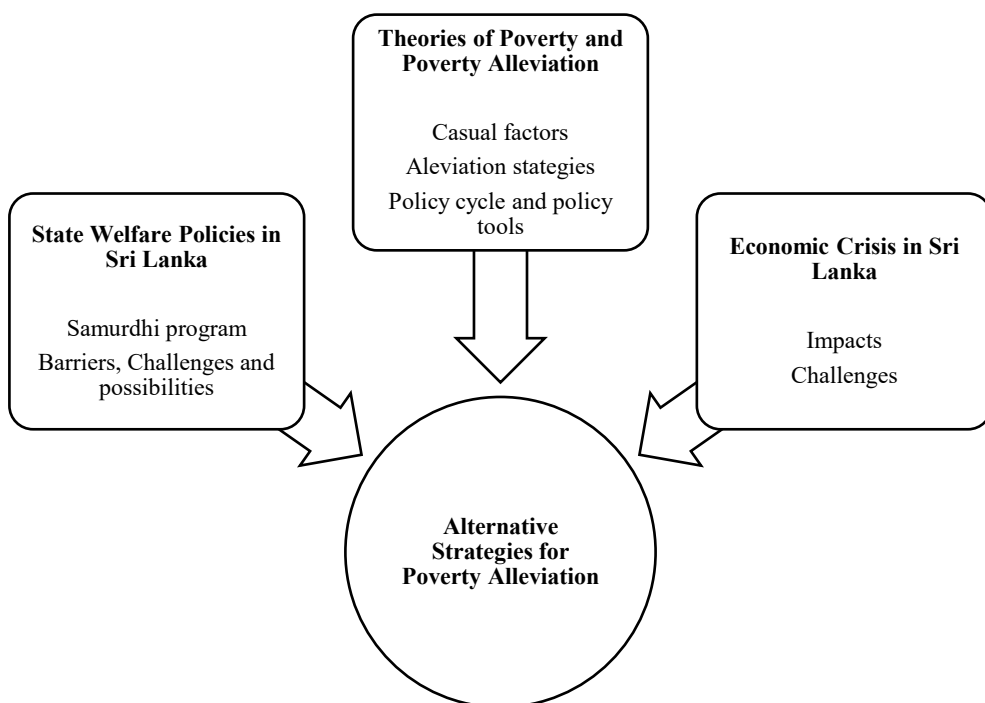 Theories of Poverty and
Poverty Alleviation
Casual factors
Aleviation stategies
Policy cycle and policy
tools
State Welfare Policies in
Sri Lanka
Samurdhi program
Barriers, Challenges and
possibilities
Economic Crisis in Sri
Lanka
Impacts
Challenges
Alternative
Strategies for
Poverty Alleviation